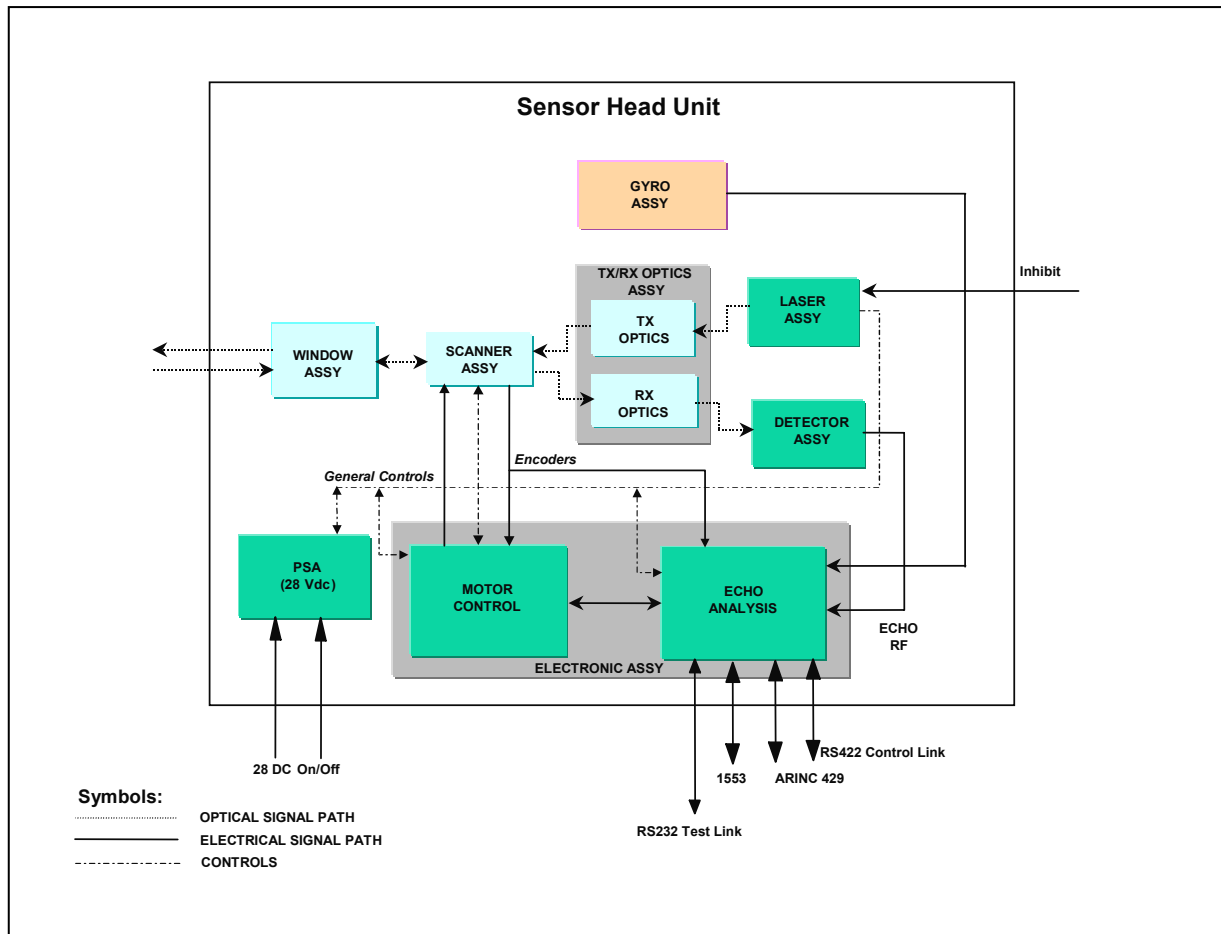 Sensor Head Unit
GYRO
ASSY
Inhibit
TX/RX OPTICS
ASSY
LASER
ASSY
TX
OPTICS
WINDOW
ASSY
SCANNER
ASSY
RX
OPTICS
DETECTOR
ASSY
Encoders
General Controls
PSA
(28 Vdc)
MOTOR
CONTROL
ECHO
ANALYSIS
ECHO
RF
ELECTRONIC ASSY
28 DC On/Off
1553
ARINC 429
RS422 Control Link
RS232 Test Link
Symbols:
OPTICAL SIGNAL PATH
ELECTRICAL SIGNAL PATH
CONTROLS